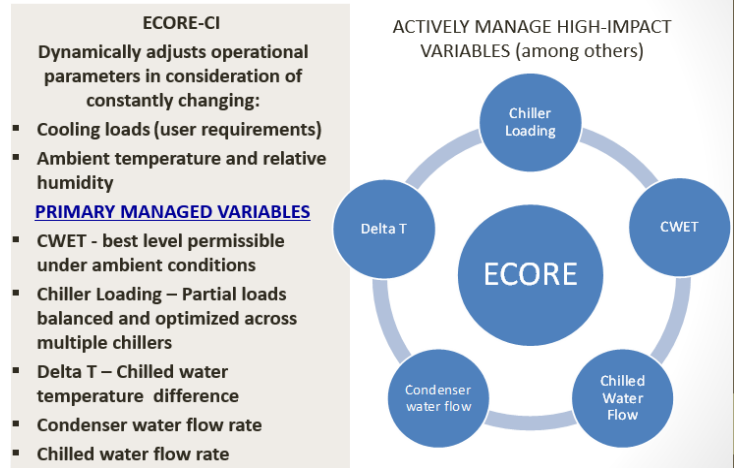 ECORE-CI
Dynamically adjusts operational
parameters in consideration of
constantly changing:
▪ Cooling loads (user requirements)
▪ Ambient temperature and relative
humidity
PRIMARY MANAGED VARIABLES
▪ CWET - best level permissible
under ambient conditions
▪ Chiller Loading – Partial loads
balanced and optimized across
multiple chillers
▪ Delta T – Chilled water
temperature difference
▪ Condenser water flow rate
▪ Chilled water flow rate
ACTIVELY MANAGE HIGH-IMPACT
VARIABLES (among others)
Chiller
Loading
CWET
Chilled
Water
Flow
Condenser
water flow
Delta T
ECORE